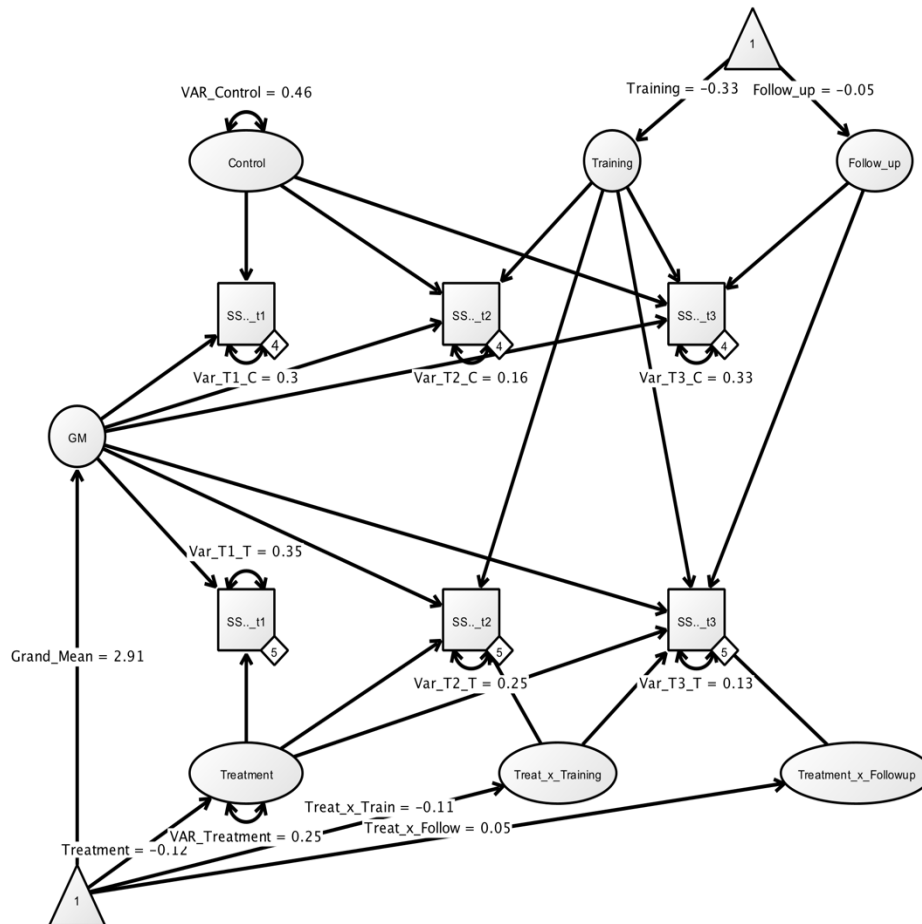 1
Training = −0.33
Follow_up = −0.05
VAR_Control = 0.46
Control
Training
Follow_up
SS.._t1
SS.._t2
SS.._t3
4
4
4
Var_T1_C = 0.3
Var_T2_C = 0.16
Var_T3_C = 0.33
GM
Var_T1_T = 0.35
SS.._t1
SS.._t2
SS.._t3
5
5
5
Grand_Mean = 2.91
Var_T2_T = 0.25
Var_T3_T = 0.13
Treatment
Treat_x_Training
Treatment_x_Followup
Treat_x_Train = −0.11
Treat_x_Follow = 0.05
VAR_Treatment = 0.25
Treatment = −0.12
1